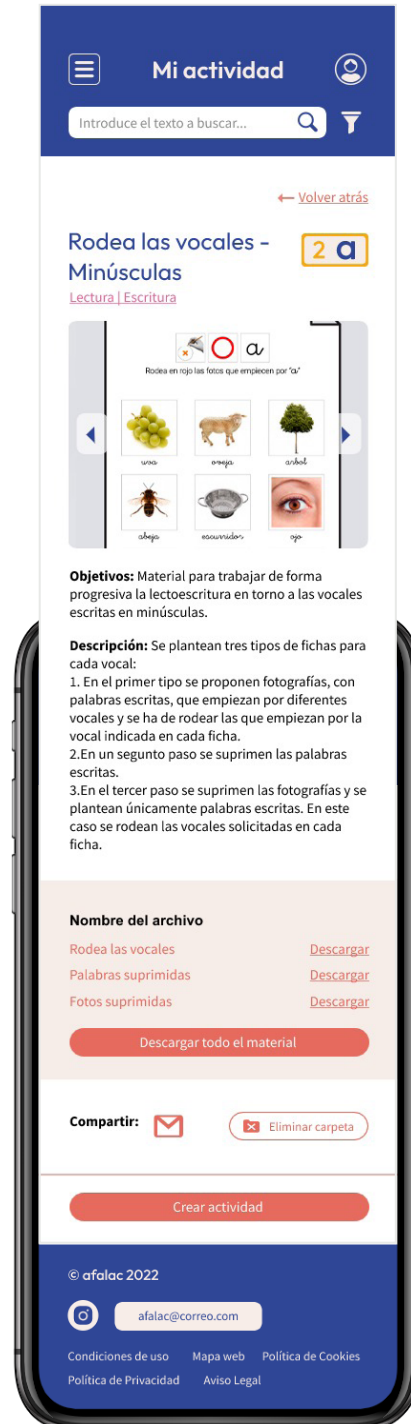 Mi actividad
Introduce el texto a buscar...
Volver atrás
Rodea las vocales -
Minúsculas
2 a
Lectura | Escritura
a
Rodea en rojo las fotos que empiecen por "a"
uva oveja arbol
abeja escurridor ojo
Objetivos: Material para trabajar de forma
progresiva la lectoescritura en torno a las vocales
escritas en minúsculas.
Descripción: Se plantean tres tipos de fichas para
cada vocal:
1. En el primer tipo se proponen fotografías, con
palabras escritas, que empiezan por diferentes
vocales y se ha de rodear las que empiezan por la
vocal indicada en cada ficha.
2.En un segunto paso se suprimen las palabras
escritas.
3.En el tercer paso se suprimen las fotografías y se
plantean únicamente palabras escritas. En este
caso se rodean las vocales solicitadas en cada
ficha.
Nombre del archivo
Rodea las vocales Descargar
Palabras suprimidas Descargar
Fotos suprimidas Descargar
Descargar todo el material
Compartir: Eliminar carpeta
Crear actividad
© afalac 2022
afalac@correo.com
Condiciones de uso Mapa web Política de Cookies
Política de Privacidad Aviso Legal